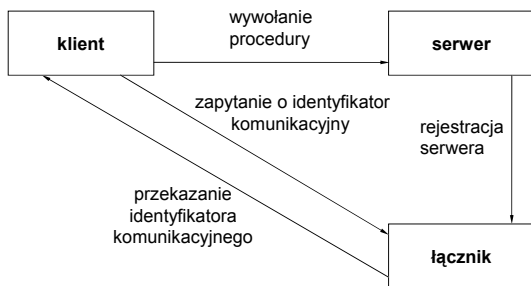 wywołanie
procedury
klient
serwer
zapytanie o identyfikator
komunikacyjny
rejestracja
serwera
przekazanie
identyfikatora
komunikacyjnego
łącznik